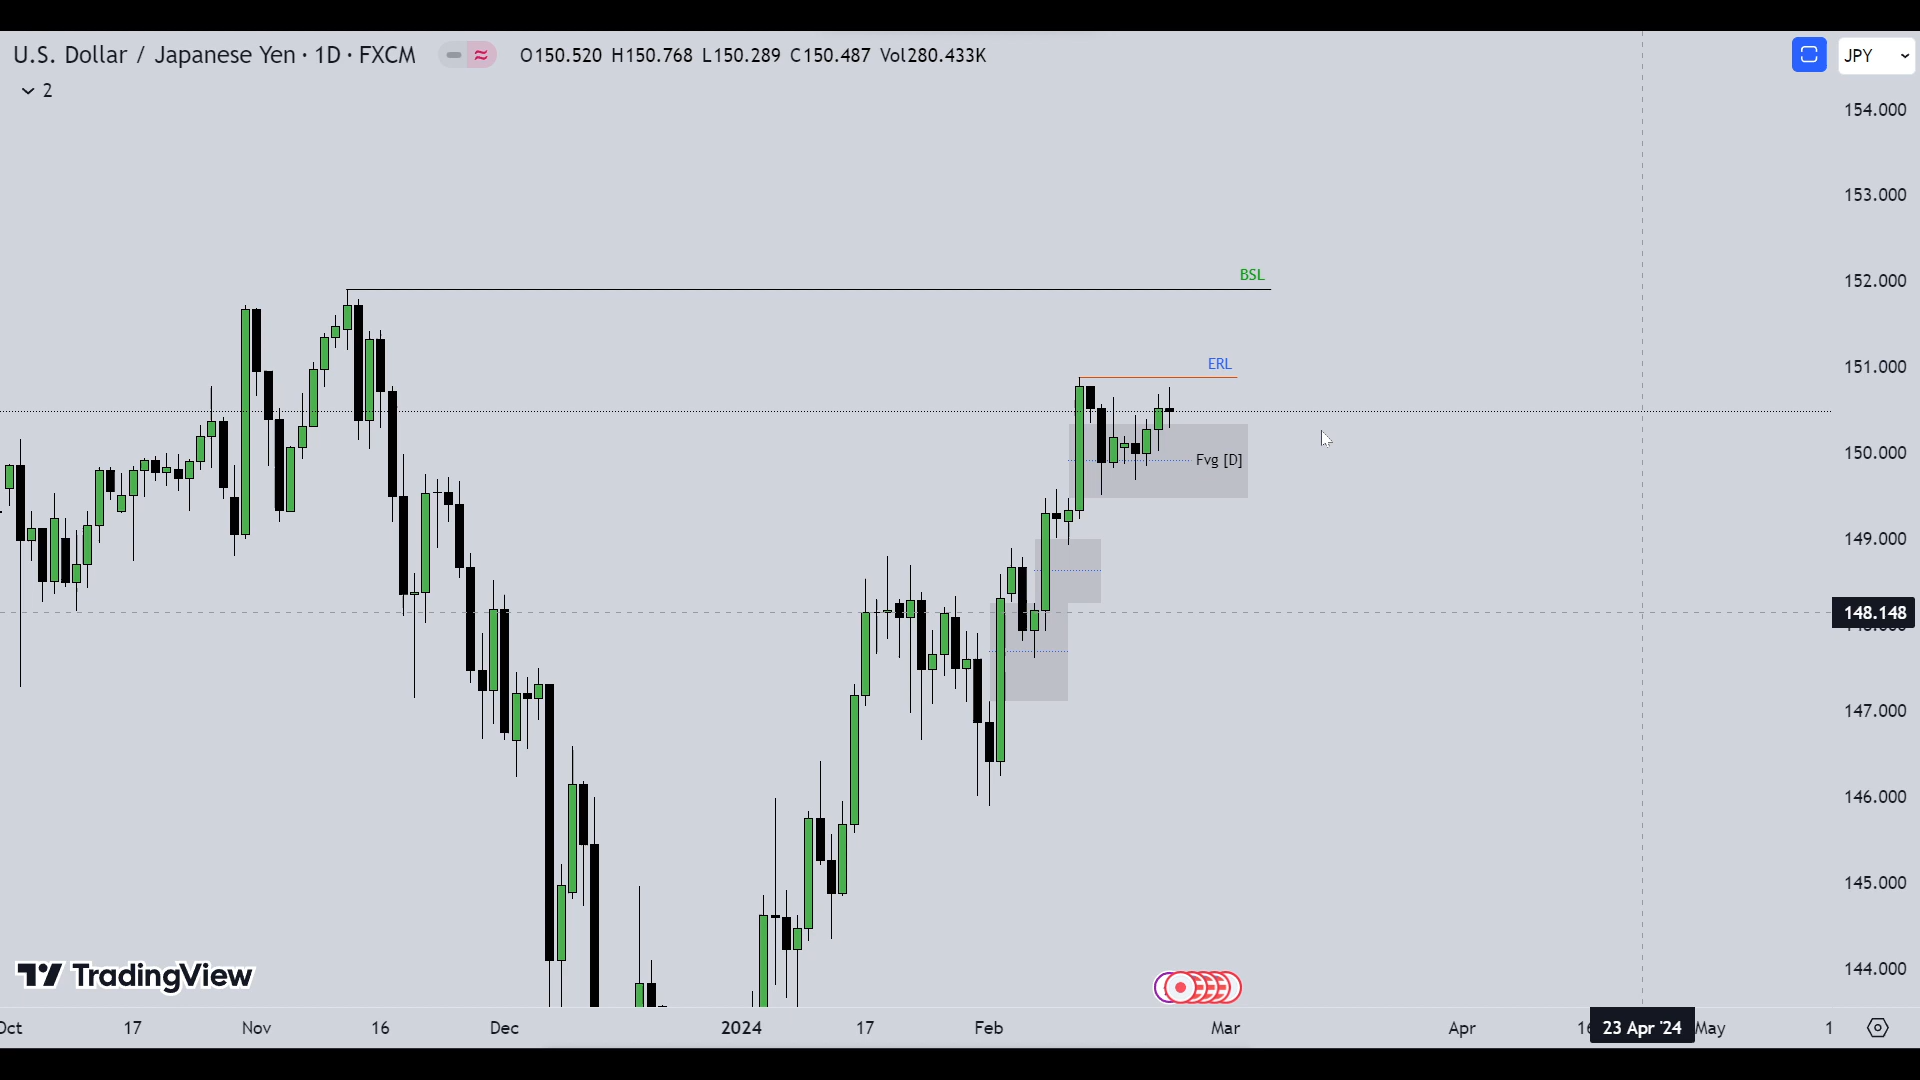 U.S. Dollar / Japanese Yen · 1D · FXCM O150.520 H150.768 L150.289 C150.487 Vol280.433K
JPY
2
154.000
153.000
BSL
152.000
ERL
151.000
150.000
Fvg [D]
149.000
148.148
147.000
146.000
145.000
TradingView
144.000
Oct 17 Nov 16 Dec 2024 17 Feb Mar Apr 16 23 Apr '24 May 1